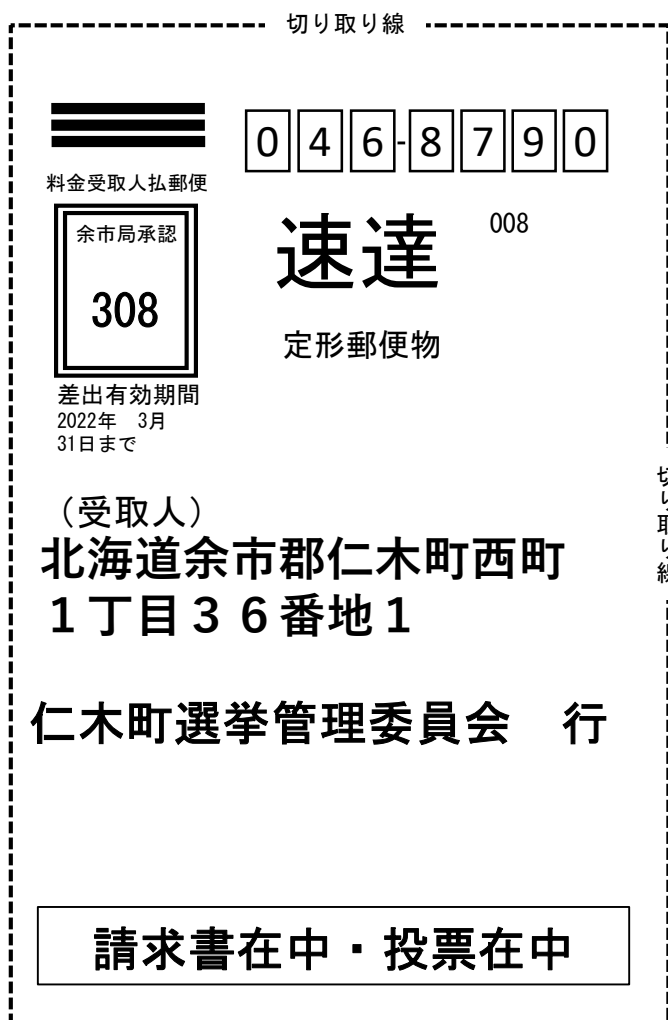 切り取り線
046-8790
料金受取人払郵便
余市局承認
308
速達
008
定形郵便物
差出有効期間
2022年　3月
31日まで
（受取人）
北海道余市郡仁木町西町
１丁目３６番地１
仁木町選挙管理委員会　行
請求書在中・投票在中
切り取り線